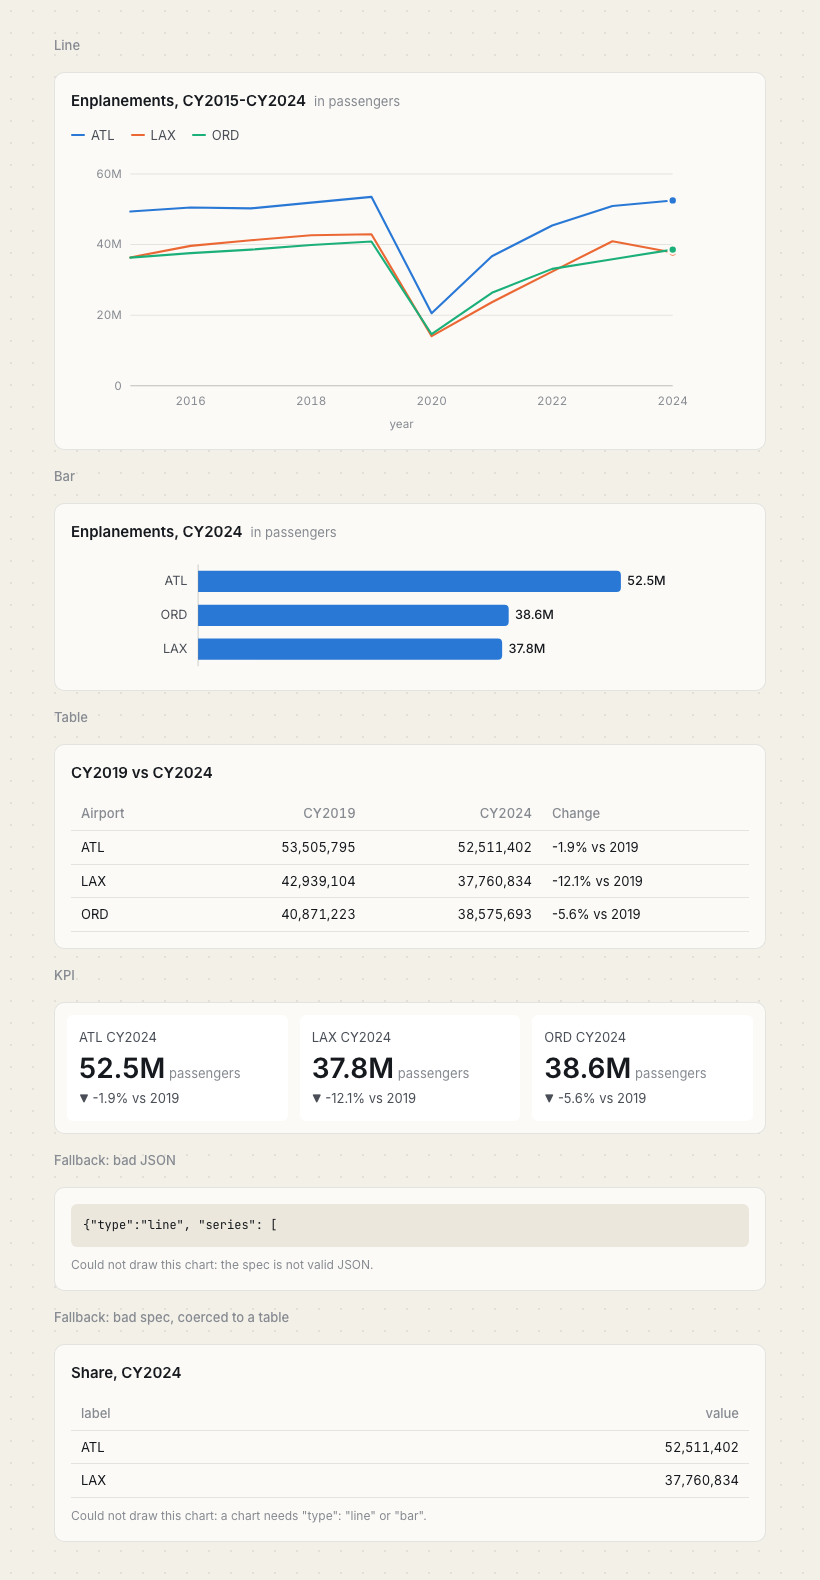 Line
Enplanements, CY2015-CY2024 in passengers
ATL LAX ORD
60M
40M
20M
0
2016 2018 2020 2022 2024
year
Bar
Enplanements, CY2024 in passengers
ATL 52.5M
ORD 38.6M
LAX 37.8M
Table
CY2019 vs CY2024
Airport CY2019 CY2024 Change
ATL 53,505,795 52,511,402 -1.9% vs 2019
LAX 42,939,104 37,760,834 -12.1% vs 2019
ORD 40,871,223 38,575,693 -5.6% vs 2019
KPI
ATL CY2024 LAX CY2024 ORD CY2024
52.5M passengers 37.8M passengers 38.6M passengers
▼ -1.9% vs 2019 ▼ -12.1% vs 2019 ▼ -5.6% vs 2019
Fallback: bad JSON
{"type":"line", "series": [
Could not draw this chart: the spec is not valid JSON.
Fallback: bad spec, coerced to a table
Share, CY2024
label value
ATL 52,511,402
LAX 37,760,834
Could not draw this chart: a chart needs "type": "line" or "bar".